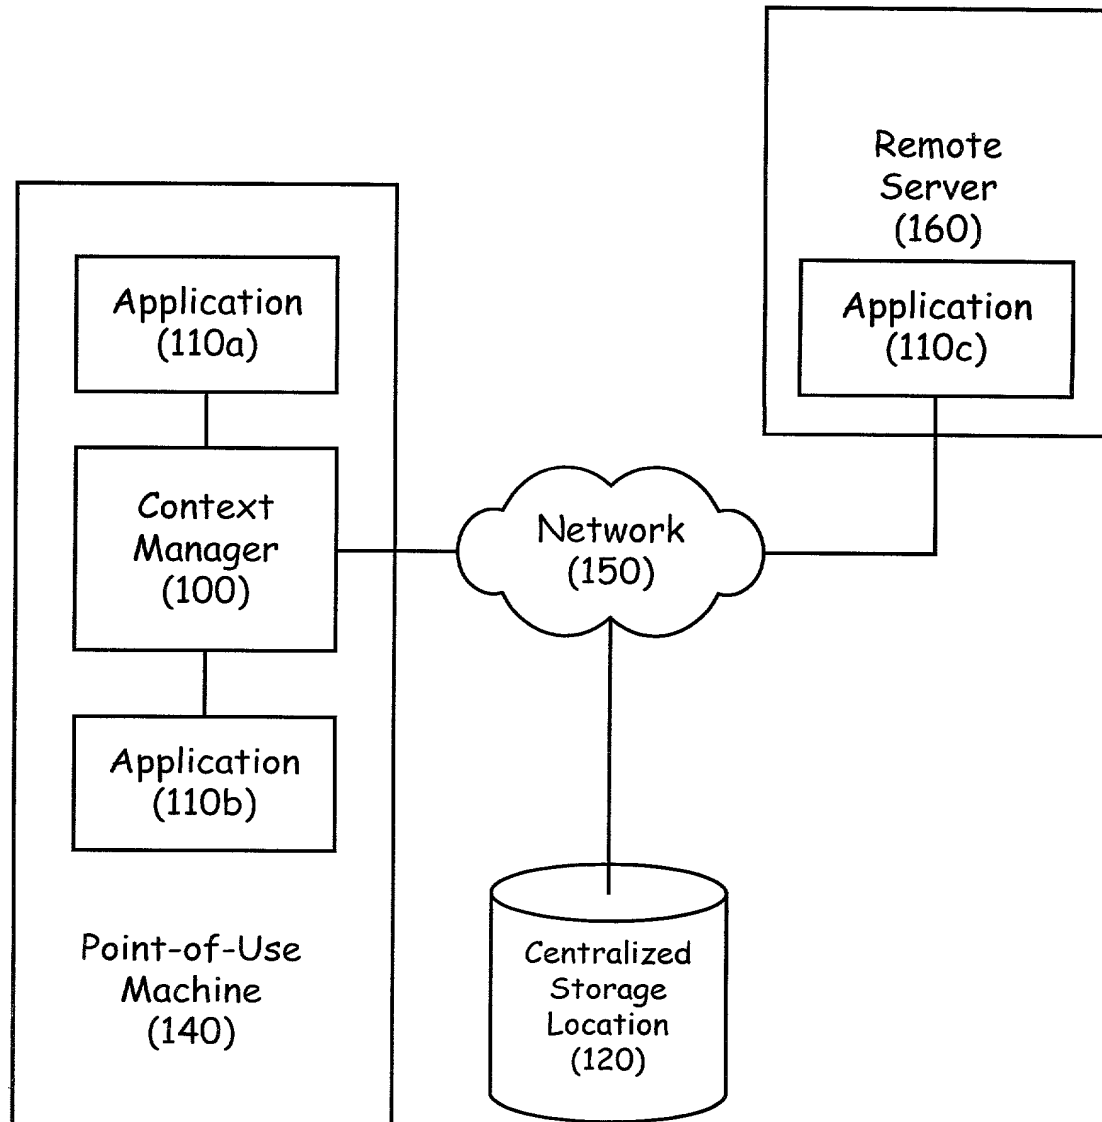 Remote
Server
(160)
Application
(110c)
Application
(110a)
Context
Manager
(100)
Network
(150)
Application
(110b)
Point-of-Use
Machine
(140)
Centralized
Storage
Location
(120)